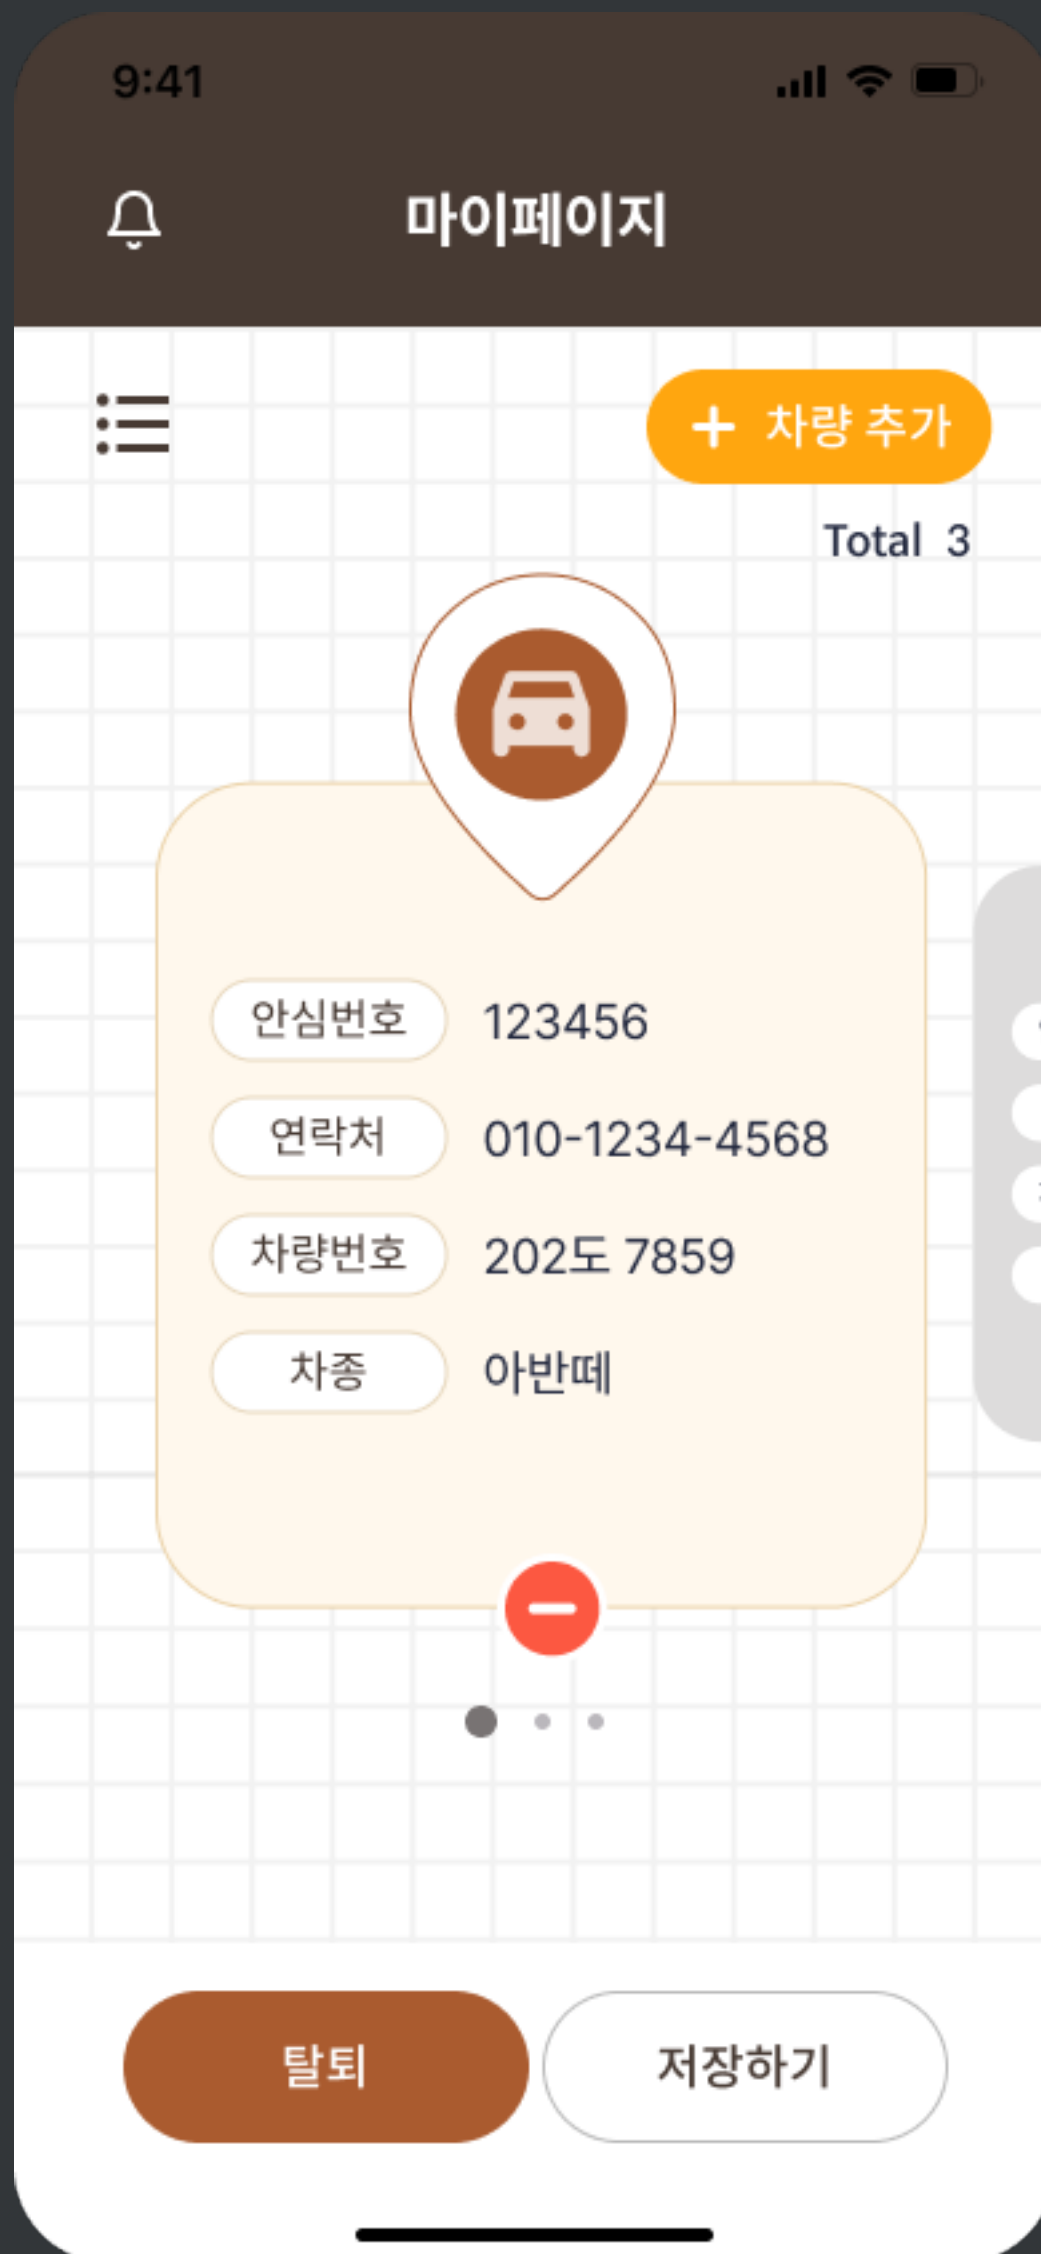 9:41
마이페이지
차량 추가
Total 3
안심번호 123456
연락처 010-1234-4568
차량번호 202도 7859
차종 아반떼
탈퇴 저장하기